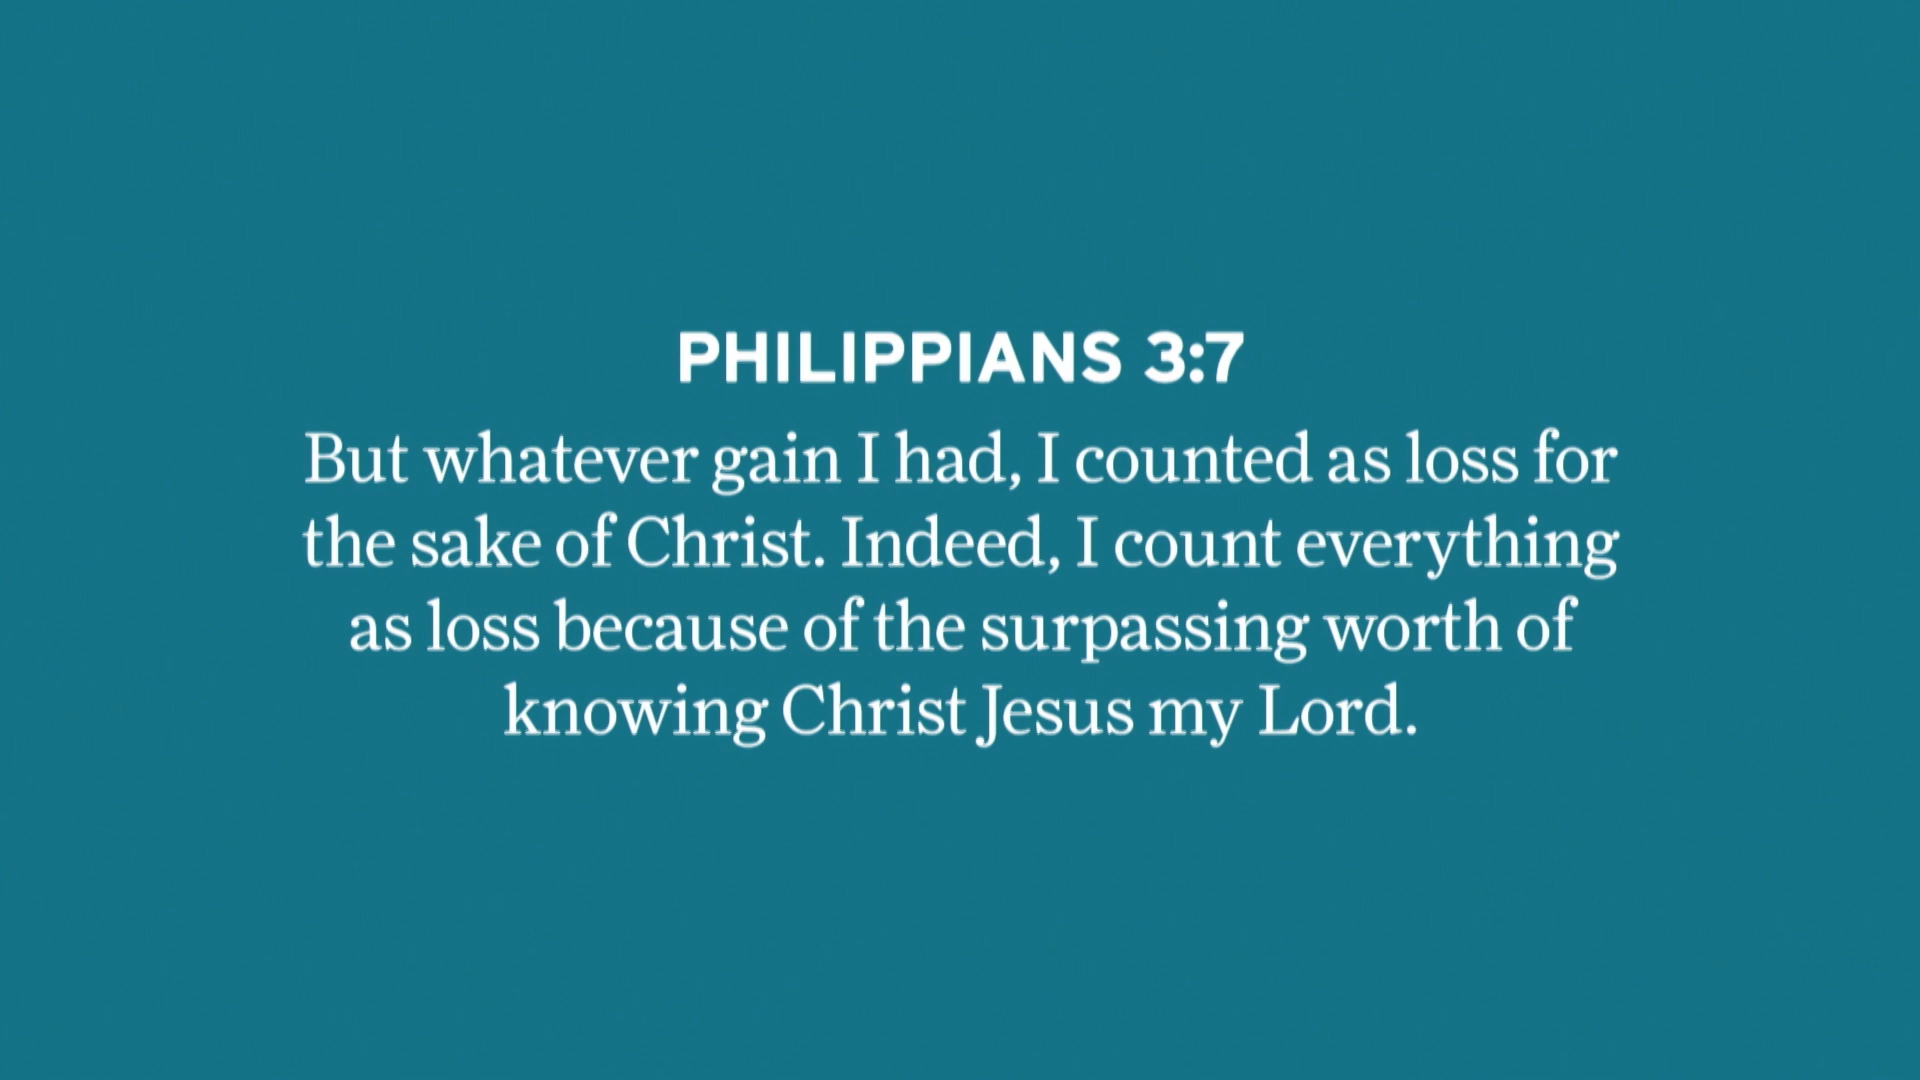 PHILIPPIANS 3:7
But whatever gain I had, I counted as loss for
the sake of Christ. Indeed, I count everything
as loss because of the surpassing worth of
knowing Christ Jesus my Lord.